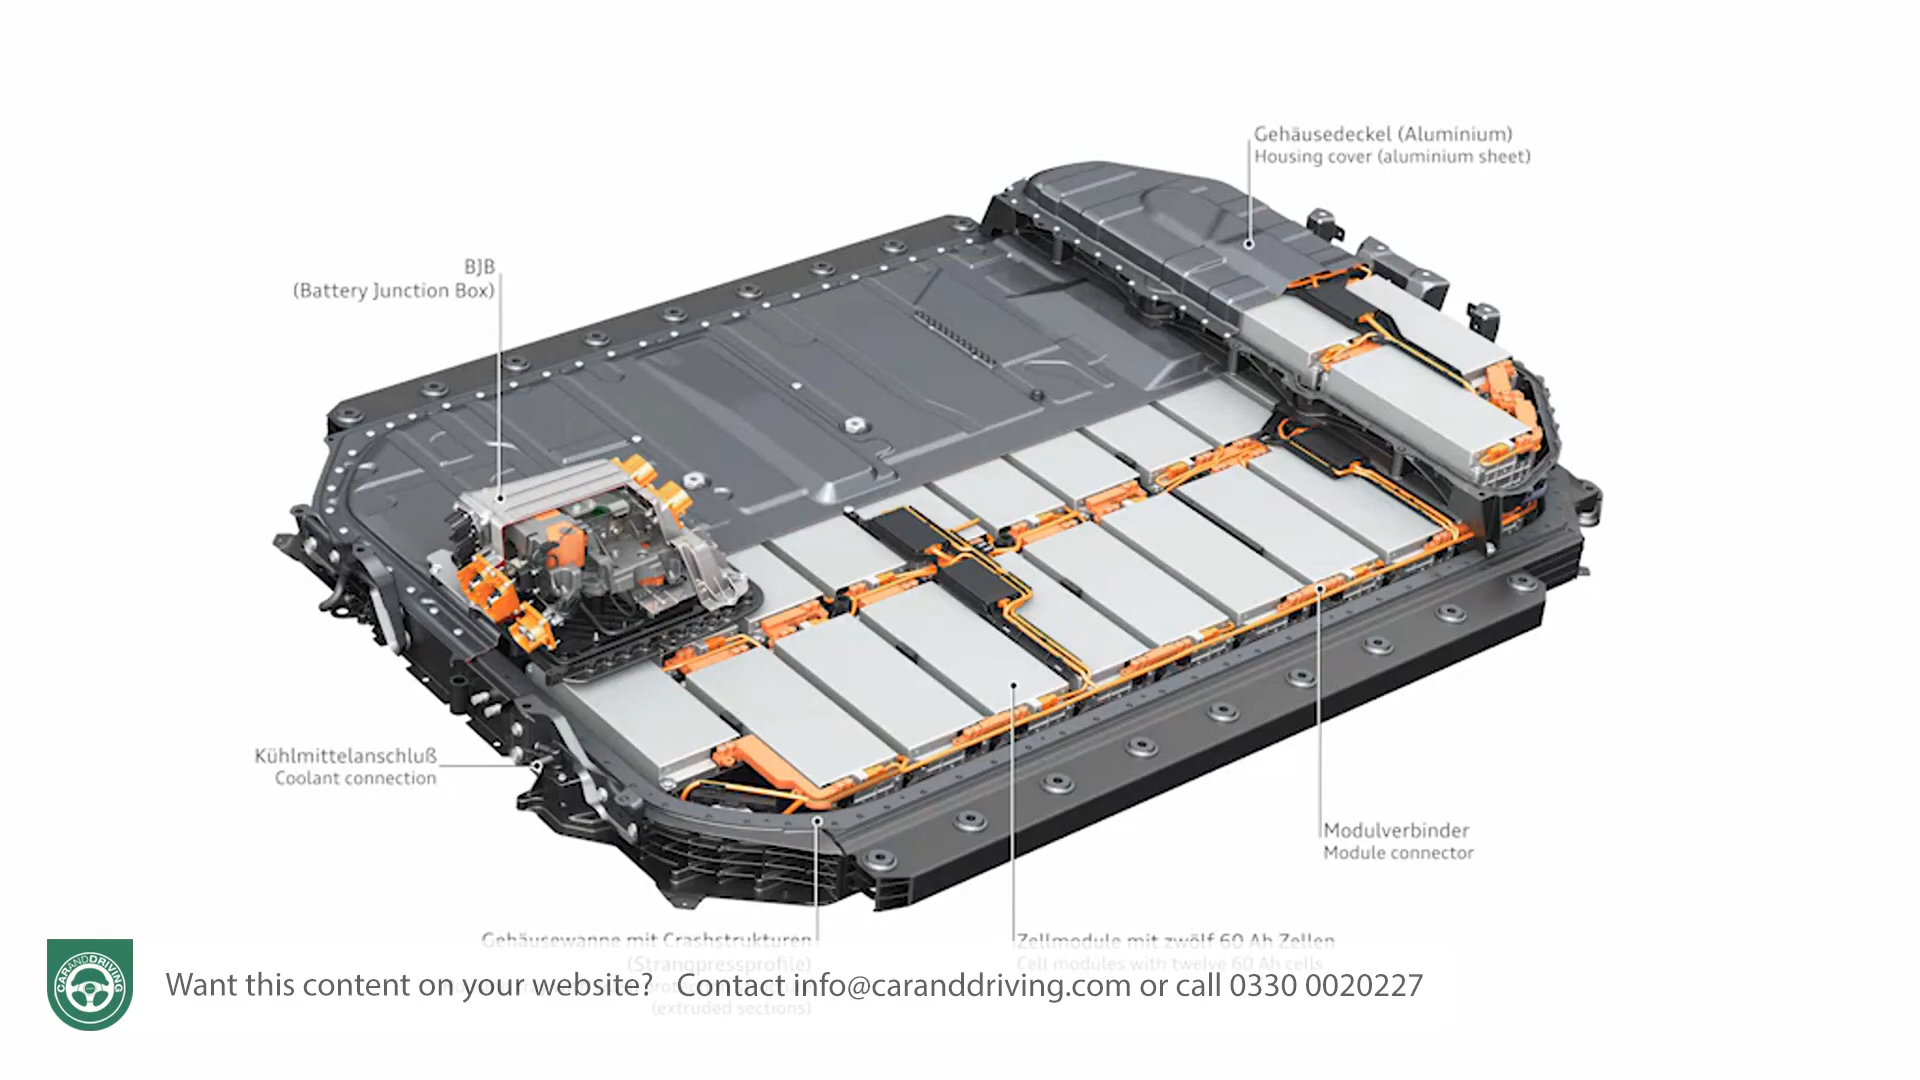 Gehäusedeckel (Aluminium)
Housing cover (aluminium sheet)
BJB
(Battery Junction Box)
Kühlmittelanschluß
Coolant connection
Modulverbinder
Module connector
Gehäusewanne mit Crashstrukturen
(Strangpressprofile)
(extruded sections)
Zellmodule mit zwölf 60 Ah Zellen
Cell modules with twelve 60 Ah cells
CARANDDRIVING
Want this content on your website? Contact info@caranddriving.com or call 0330 0020227